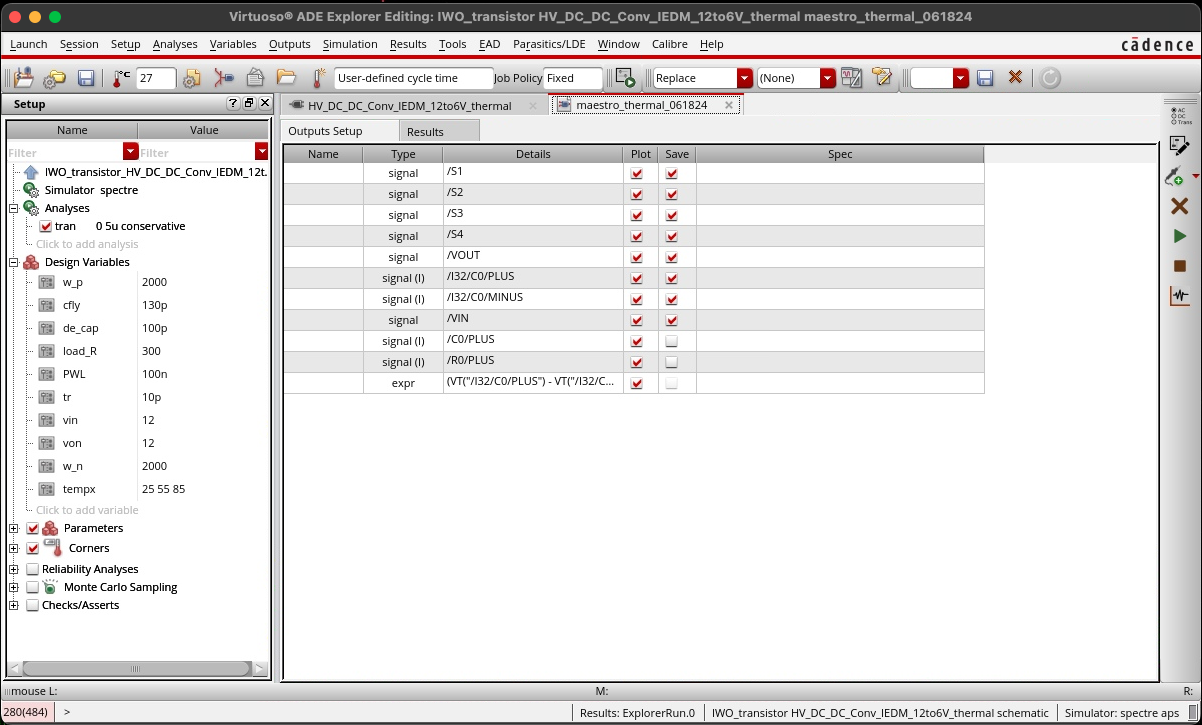 Virtuoso® ADE Explorer Editing: IWO_transistor HV_DC_DC_Conv_IEDM_12to6V_thermal maestro_thermal_061824
Launch Session Setup Analyses Variables Outputs Simulation Results Tools EAD Parasitics/LDE Window Calibre Help
cādence
°C 27 User-defined cycle time Job Policy Fixed Replace (None)
Setup ? HV_DC_DC_Conv_IEDM_12to6V_thermal maestro_thermal_061824
AC
DC
Trans
Name Value
Filter Filter
IWO_transistor_HV_DC_DC_Conv_IEDM_12t.
Simulator spectre
Analyses
tran 0 5u conservative
Click to add analysis
Design Variables
w_p 2000
cfly 130p
de_cap 100p
load_R 300
PWL 100n
tr 10p
vin 12
von 12
w_n 2000
tempx 25 55 85
Click to add variable
Parameters
Corners
Reliability Analyses
Monte Carlo Sampling
Checks/Asserts
Outputs Setup Results
Name Type Details Plot Save Spec
signal /S1
signal /S2
signal /S3
signal /S4
signal /VOUT
signal (I) /I32/C0/PLUS
signal (I) /I32/C0/MINUS
signal /VIN
signal (I) /C0/PLUS
signal (I) /R0/PLUS
expr (VT("/I32/C0/PLUS") - VT("/I32/C...
mouse L: M: R:
280(484) > Results: ExplorerRun.0 IWO_transistor HV_DC_DC_Conv_IEDM_12to6V_thermal schematic Simulator: spectre aps